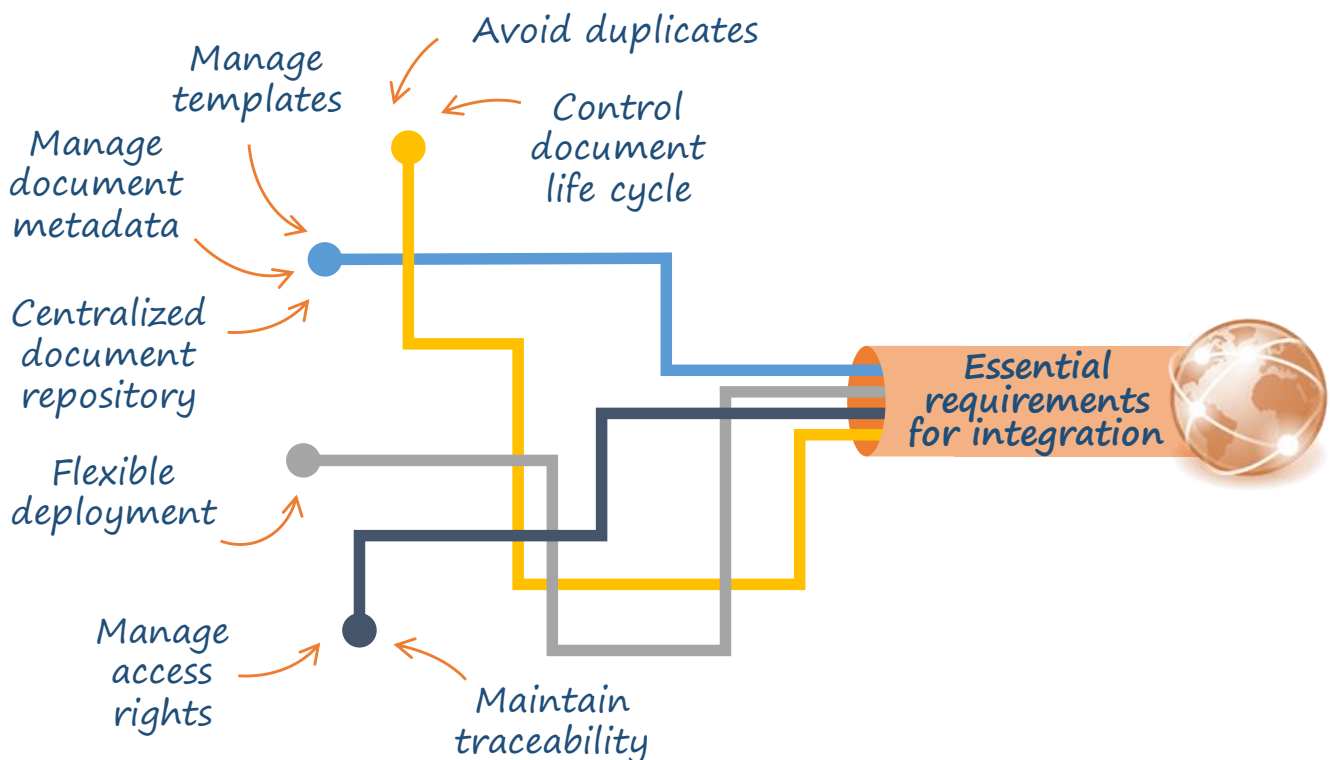 Avoid duplicates
Manage
templates
Control
document
life cycle
Manage
document
metadata
Centralized
document
repository
Essential
requirements
for integration
Flexible
deployment
Manage
access
rights
Maintain
traceability